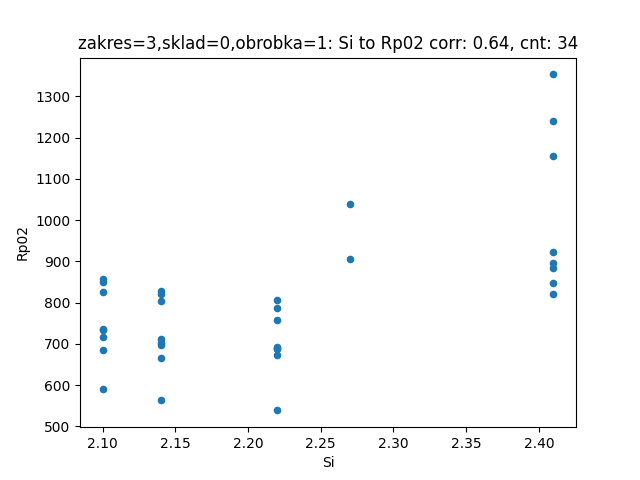 zakres=3,sklad=0,obrobka=1: Si to Rp02 corr: 0.64, cnt: 34
1300
1200
1100
1000
900
800
700
600
500
Rp02
2.10 2.15 2.20 2.25 2.30 2.35 2.40
Si